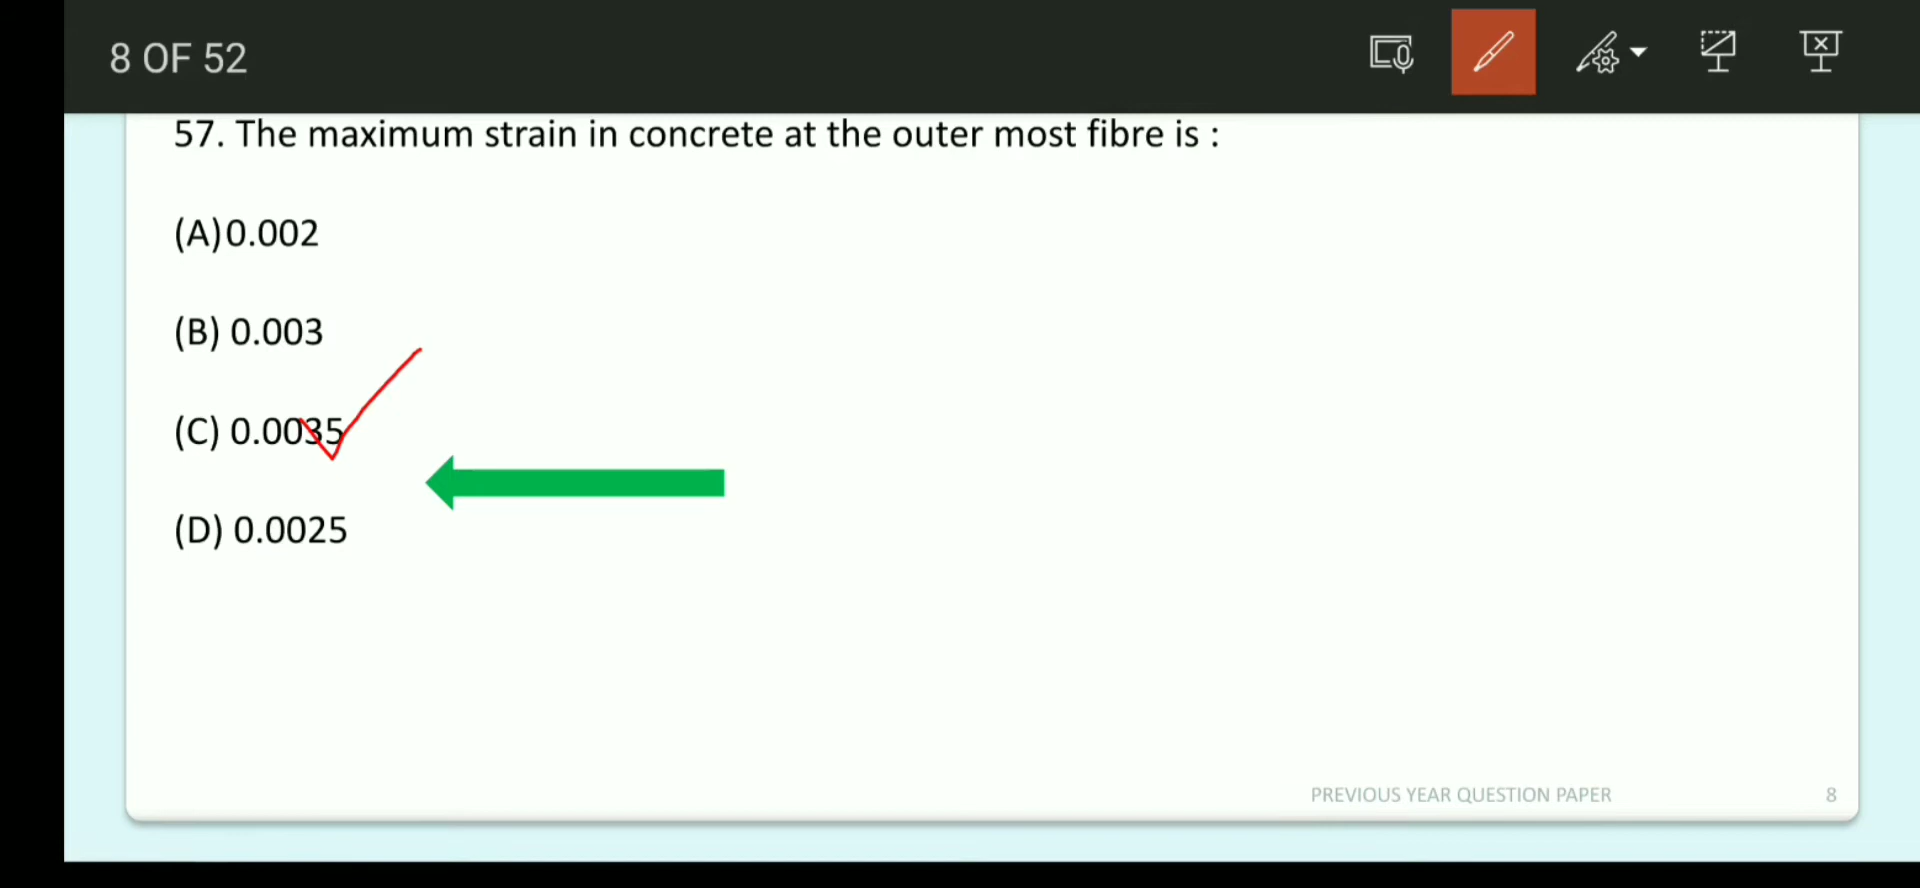 8 OF 52
57. The maximum strain in concrete at the outer most fibre is :
(A)0.002
(B) 0.003
(C) 0.0035
(D) 0.0025
PREVIOUS YEAR QUESTION PAPER 8